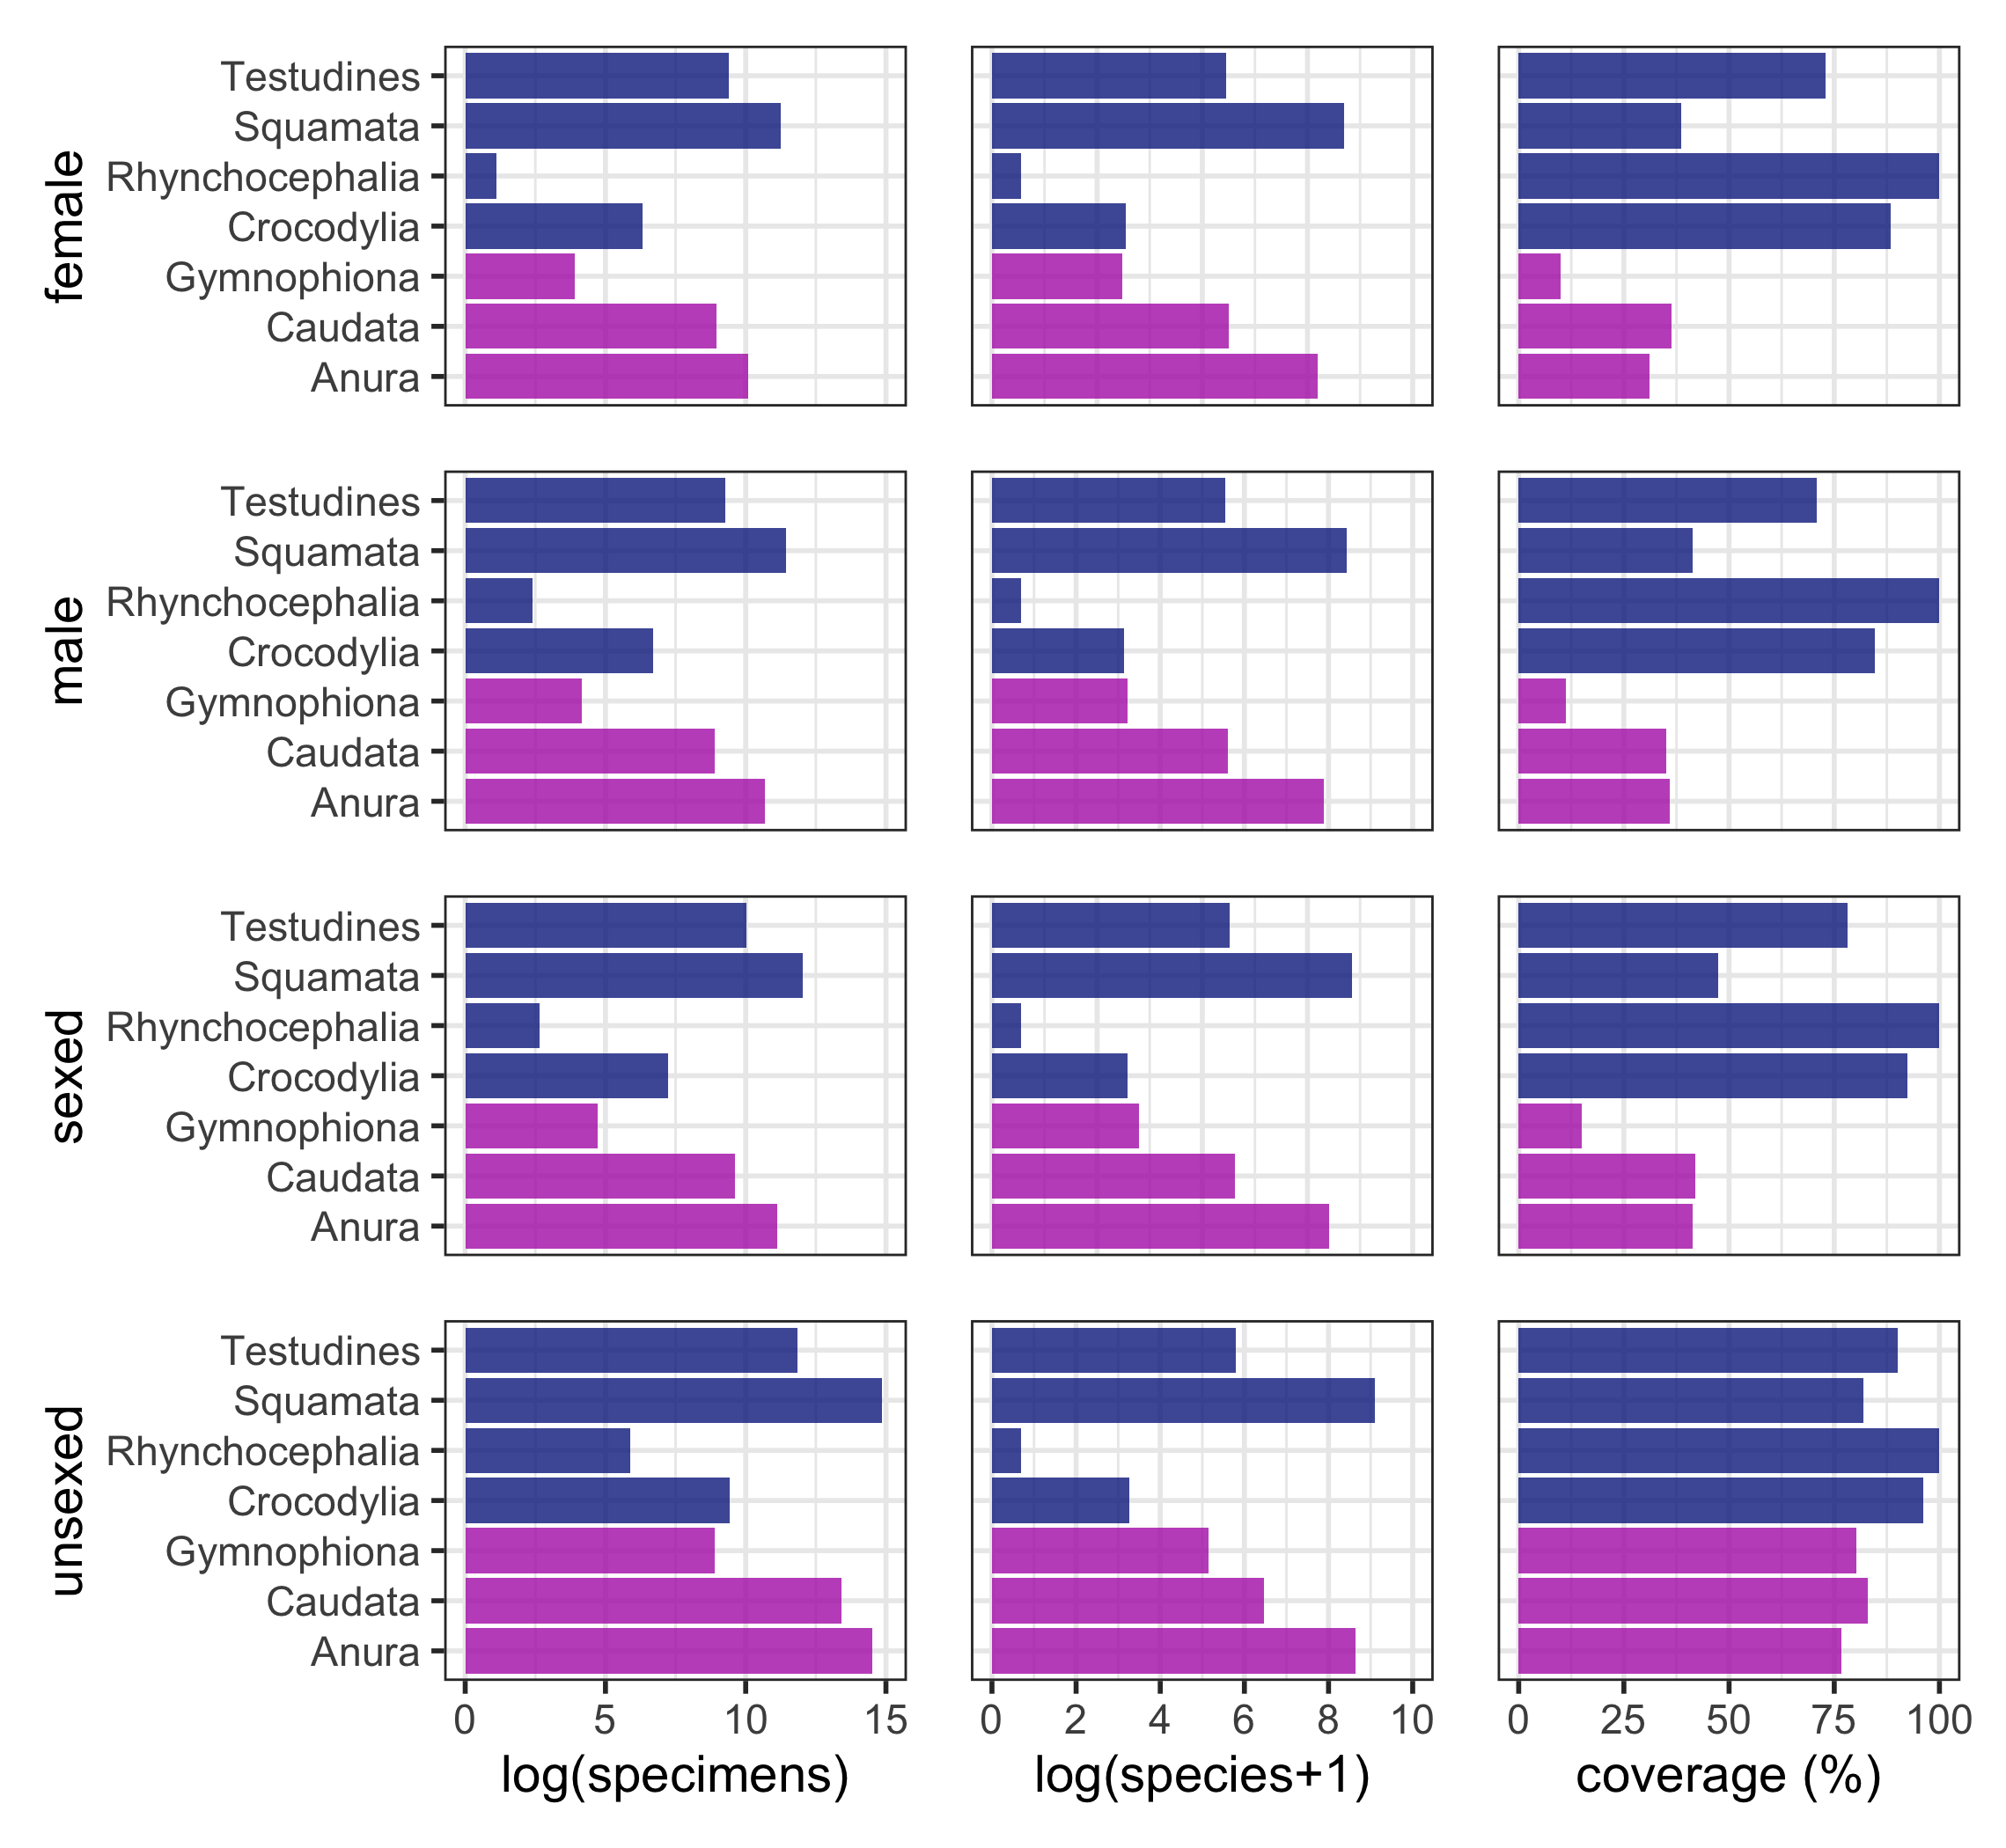 female
Testudines
Squamata
Rhynchocephalia
Crocodylia
Gymnophiona
Caudata
Anura
male
Testudines
Squamata
Rhynchocephalia
Crocodylia
Gymnophiona
Caudata
Anura
sexed
Testudines
Squamata
Rhynchocephalia
Crocodylia
Gymnophiona
Caudata
Anura
unsexed
Testudines
Squamata
Rhynchocephalia
Crocodylia
Gymnophiona
Caudata
Anura
0 5 10 15
0 2 4 6 8 10
0 25 50 75 100
log(specimens)
log(species+1)
coverage (%)